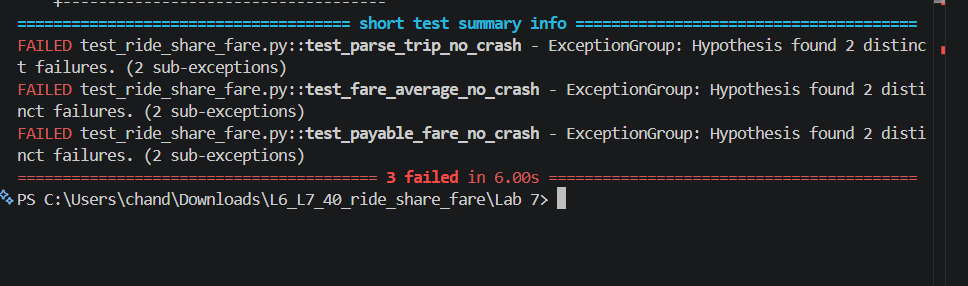 +------------------------------------
===================================== short test summary info ======================================
FAILED test_ride_share_fare.py::test_parse_trip_no_crash - ExceptionGroup: Hypothesis found 2 distinc
t failures. (2 sub-exceptions)
FAILED test_ride_share_fare.py::test_fare_average_no_crash - ExceptionGroup: Hypothesis found 2 disti
nct failures. (2 sub-exceptions)
FAILED test_ride_share_fare.py::test_payable_fare_no_crash - ExceptionGroup: Hypothesis found 2 disti
nct failures. (2 sub-exceptions)
======================================== 3 failed in 6.00s =========================================
PS C:\Users\chand\Downloads\L6_L7_40_ride_share_fare\Lab 7>